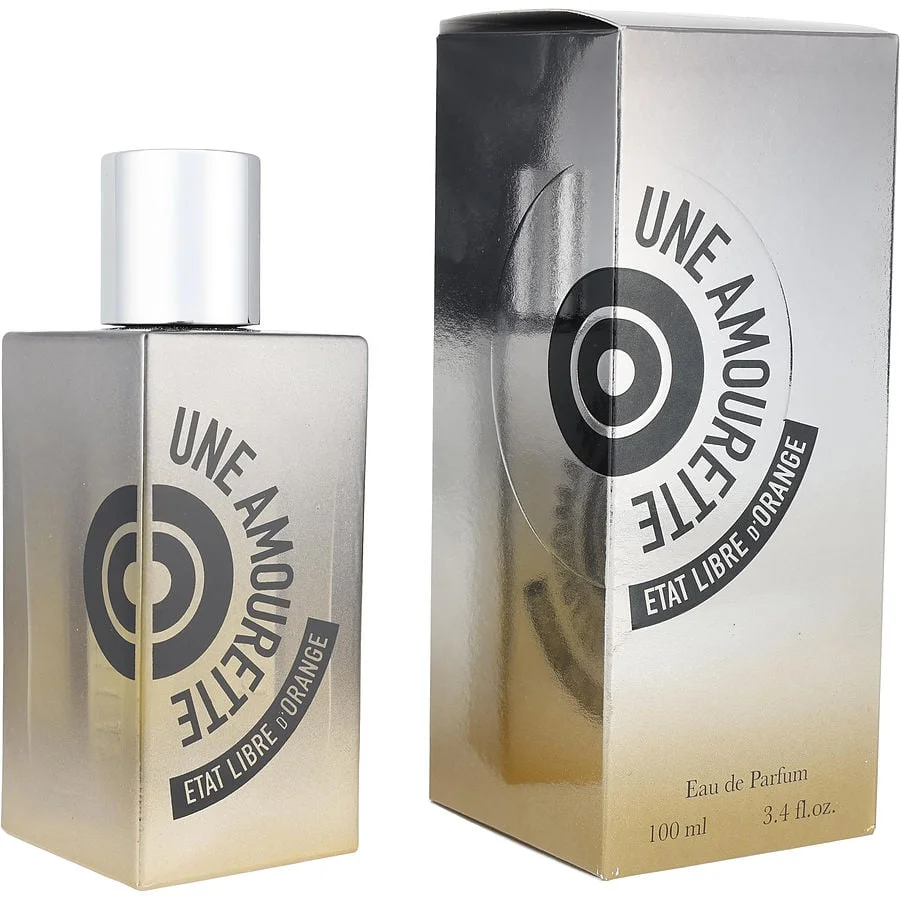 UNE AMOURETTE
ETAT LIBRE D'ORANGE
UNE AMOURETTE
ETAT LIBRE D'ORANGE
Eau de Parfum
100 ml 3.4 fl.oz.